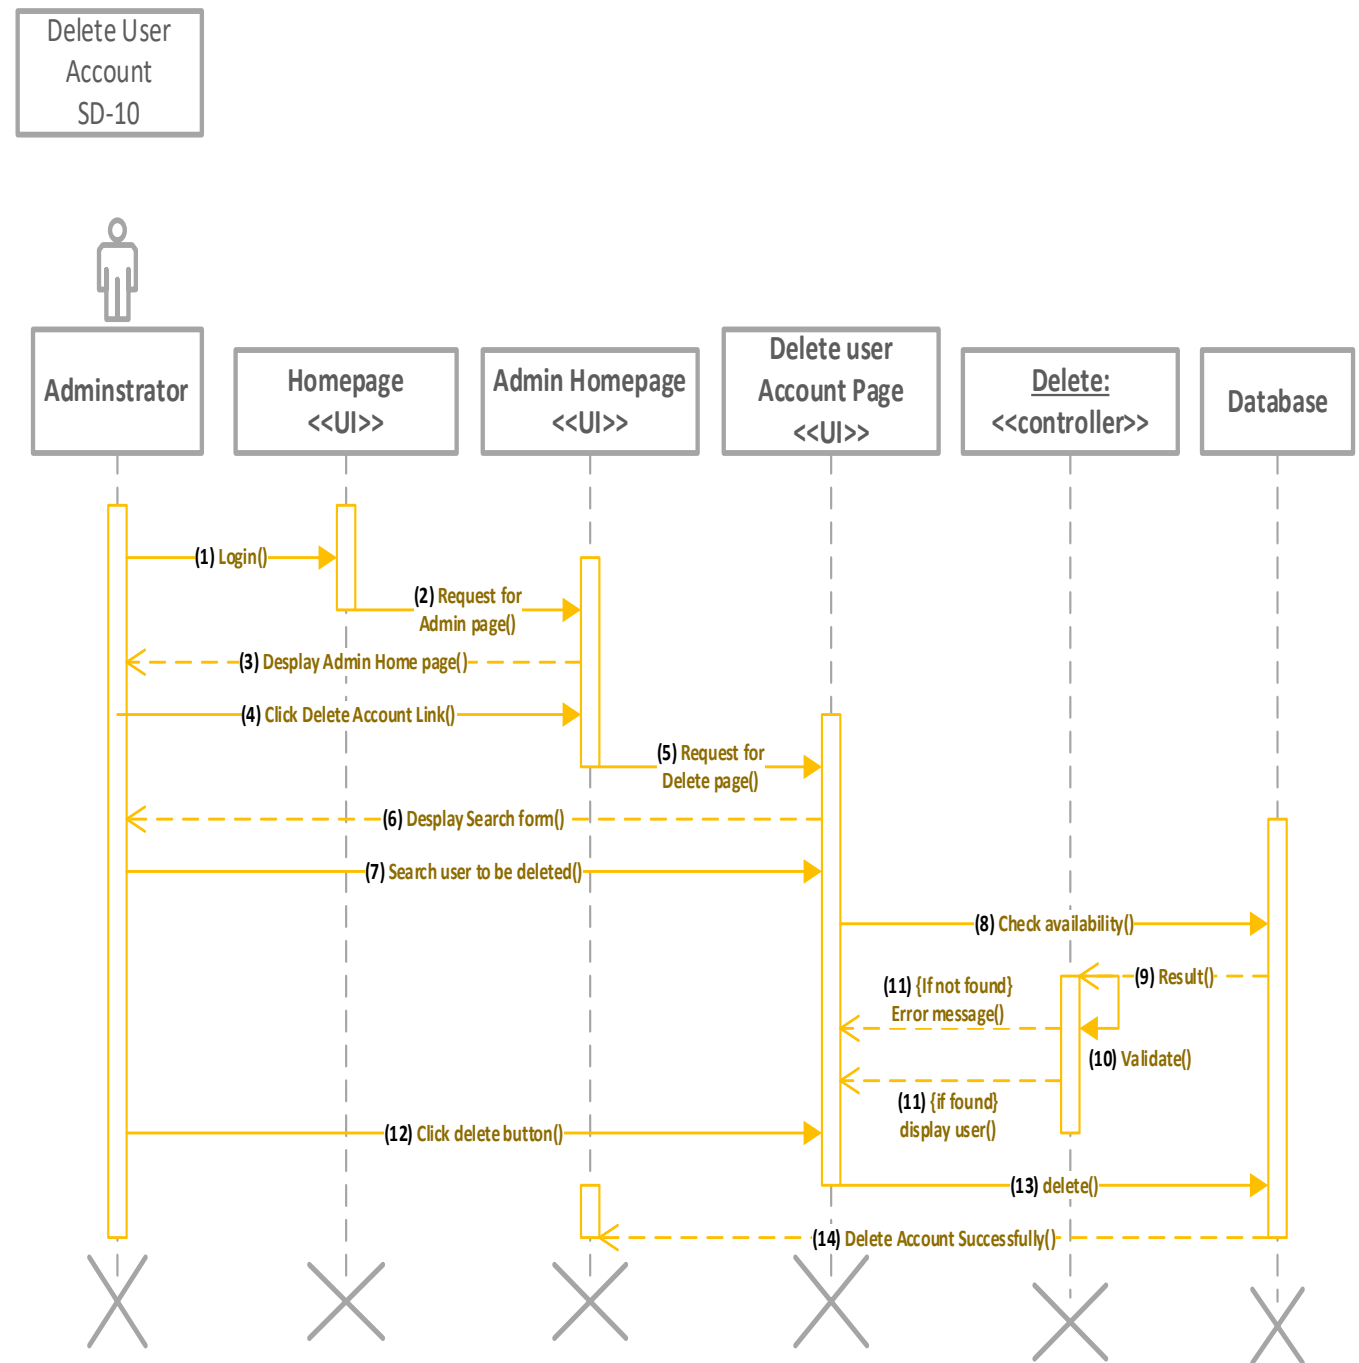 Delete User
Account
SD-10
Adminstrator
Homepage
<<UI>>
Admin Homepage
<<UI>>
Delete user
Account Page
<<UI>>
Delete:
<<controller>>
Database
(1) Login()
(2) Request for
Admin page()
(3) Desplay Admin Home page()
(4) Click Delete Account Link()
(5) Request for
Delete page()
(6) Desplay Search form()
(7) Search user to be deleted()
(8) Check availability()
(9) Result()
(11) {If not found}
Error message()
(10) Validate()
(11) {if found}
display user()
(12) Click delete button()
(13) delete()
(14) Delete Account Successfully()